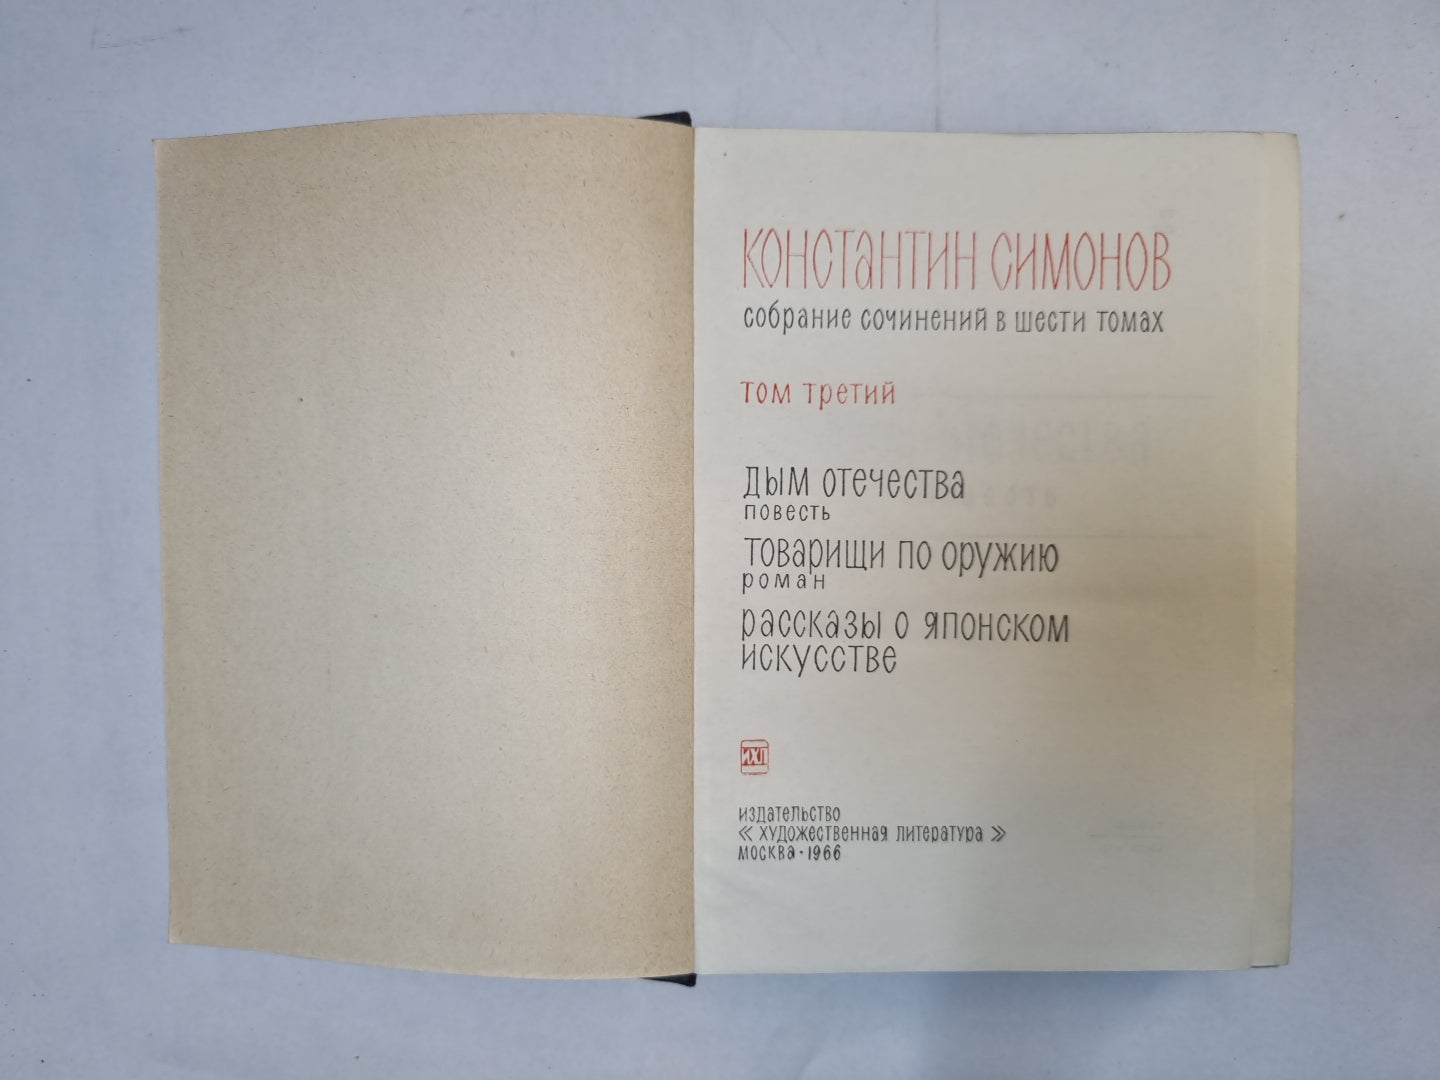 КОНСТАНТИН СИМОНОВ
СОБРАНИЕ СОЧИНЕНИЙ В ШЕСТИ ТОМАХ
ТОМ ТРЕТИЙ
ДЫМ ОТЕЧЕСТВА
ПОВЕСТЬ
ТОВАРИЩИ ПО ОРУЖИЮ
РОМАН
РАССКАЗЫ О ЯПОНСКОМ
ИСКУССТВЕ
ИХЛ
ИЗДАТЕЛЬСТВО
« ХУДОЖЕСТВЕННАЯ ЛИТЕРАТУРА »
МОСКВА · 1966